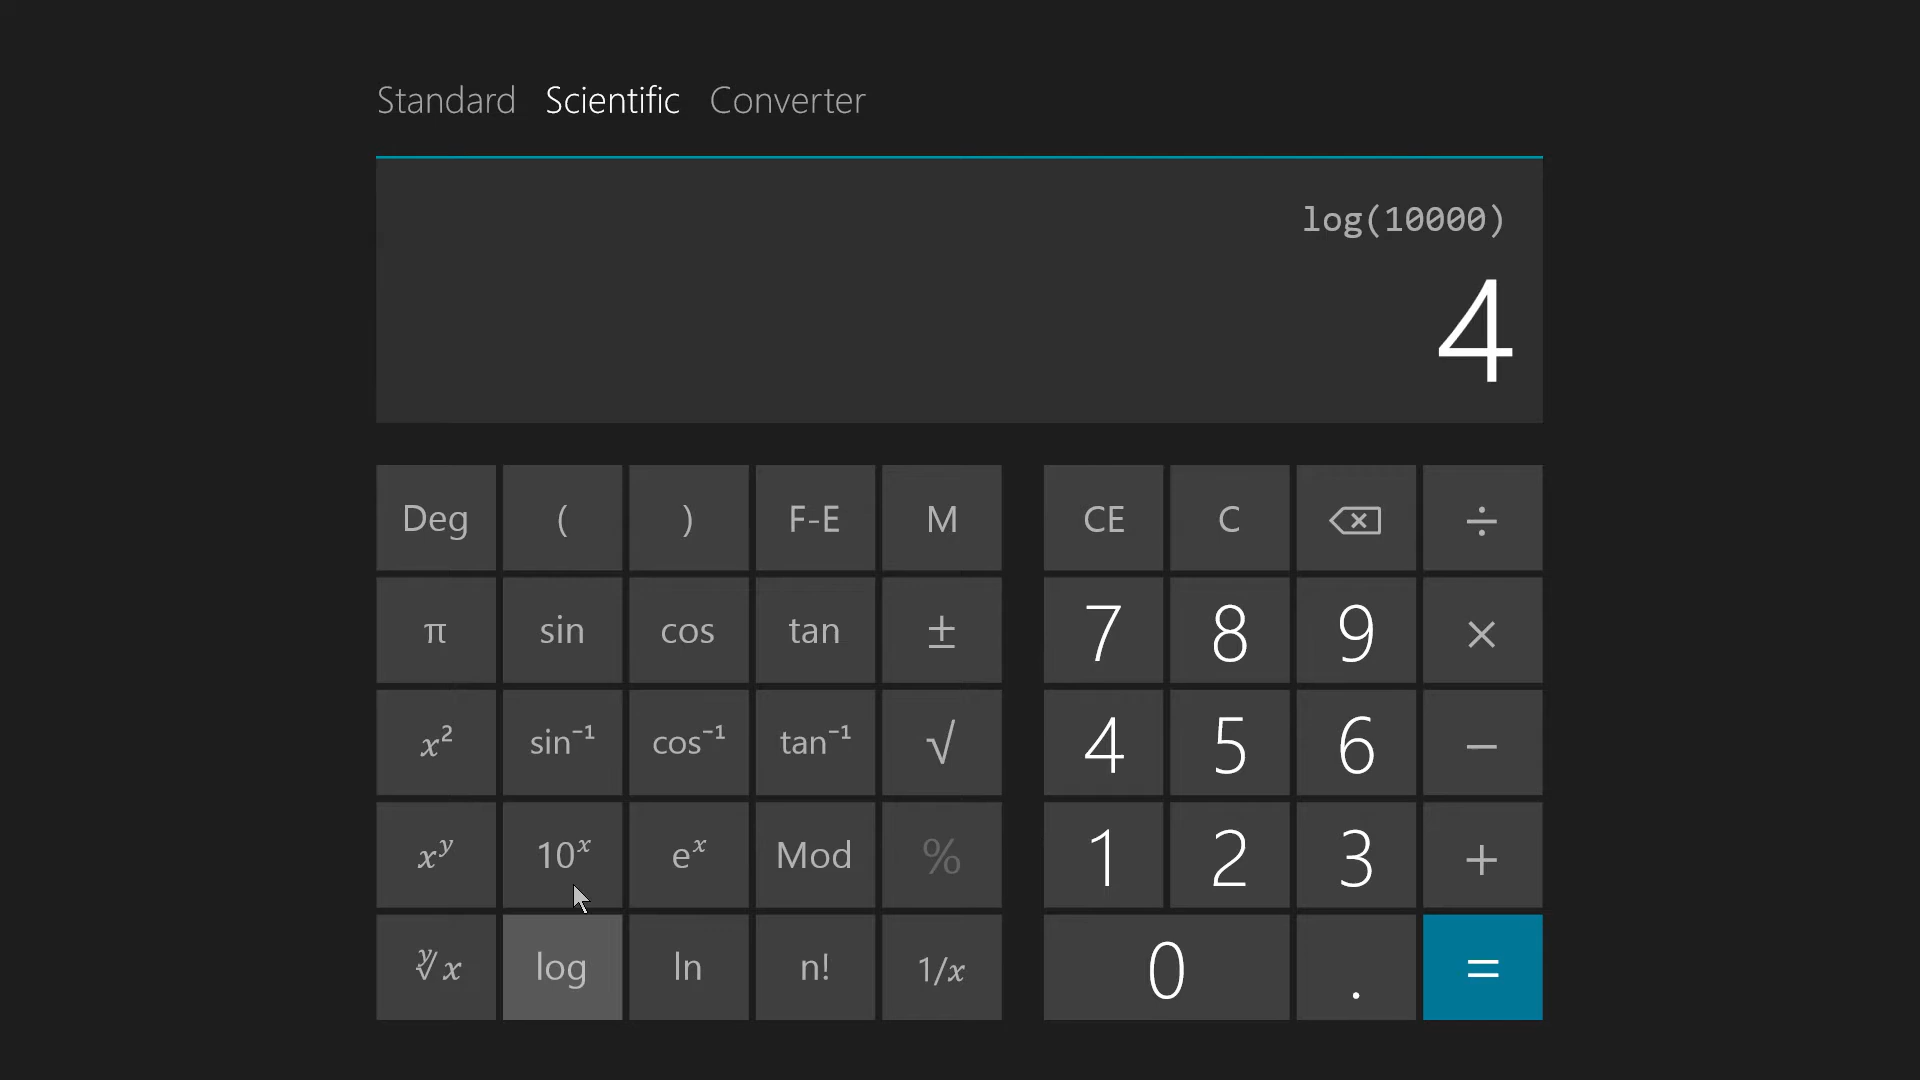 Standard Scientific Converter
log(10000)
4
Deg ( ) F-E M CE C ÷
π sin cos tan ± 7 8 9 ×
x² sin⁻¹ cos⁻¹ tan⁻¹ √ 4 5 6 −
xʸ 10ˣ eˣ Mod % 1 2 3 +
ʸ√x log ln n! 1/x 0 . =